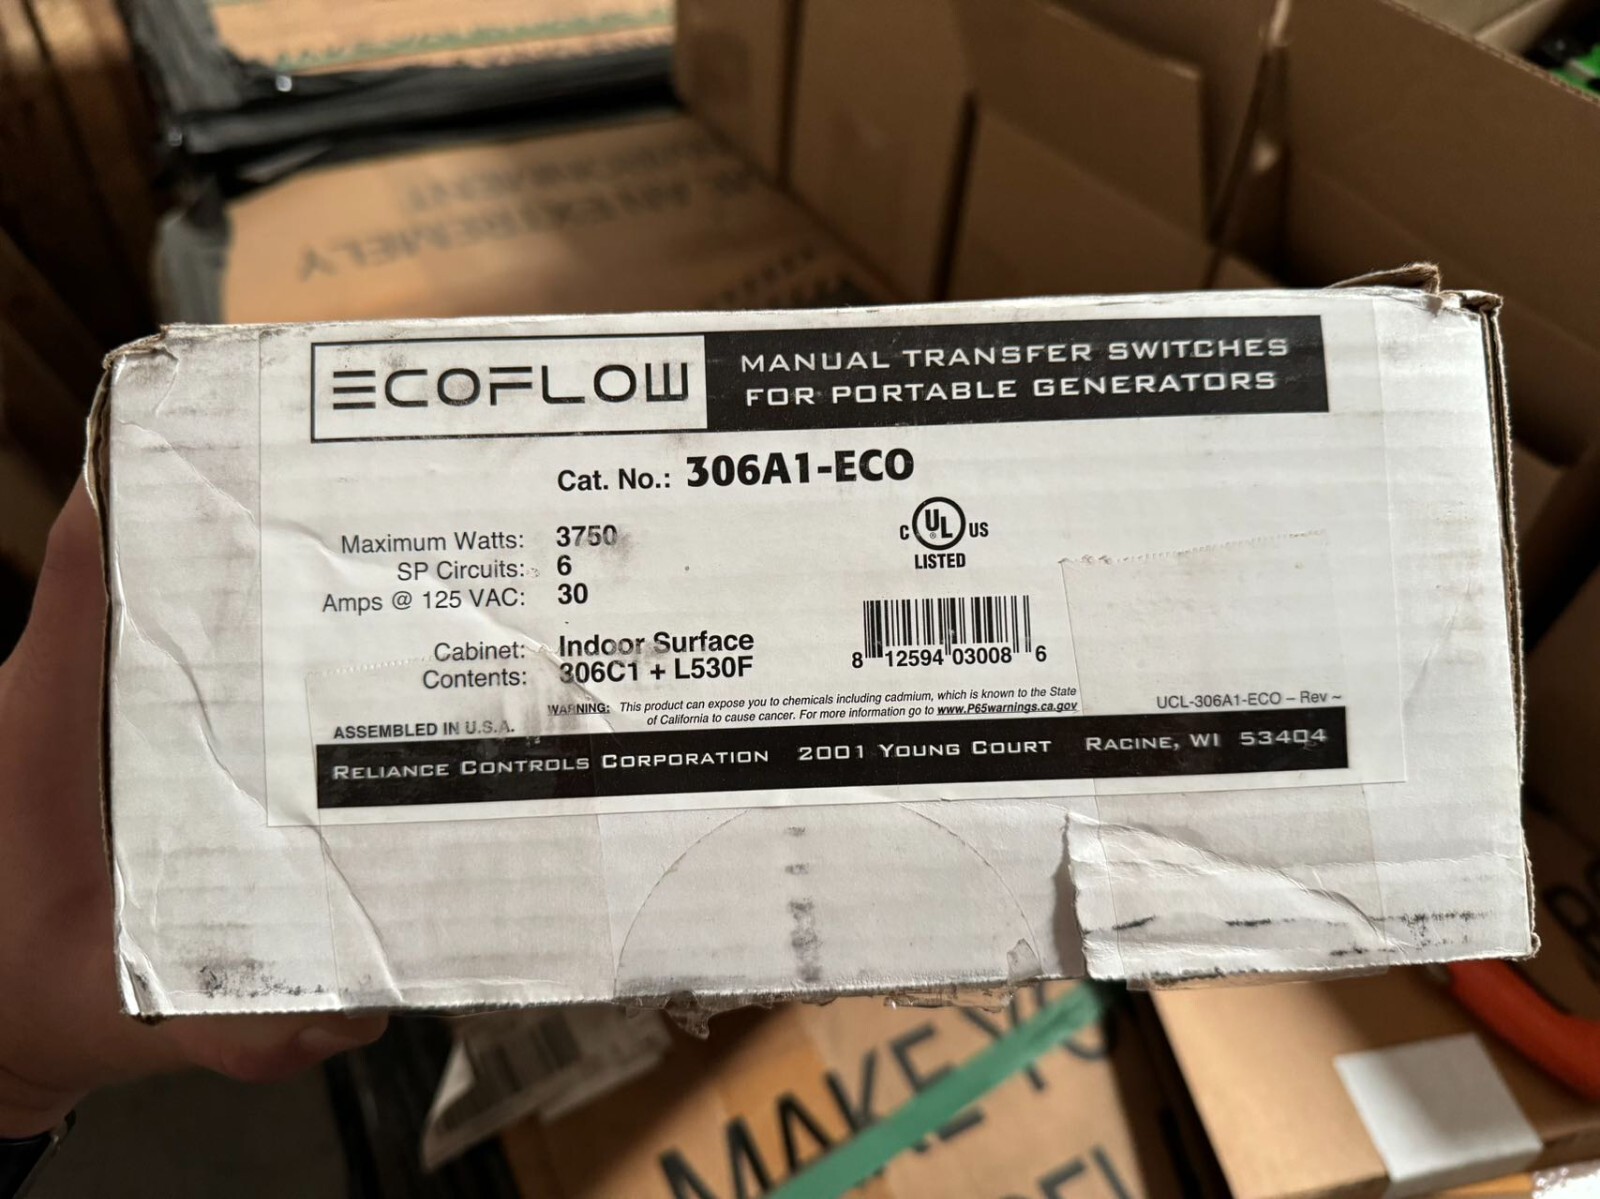 AN EXTREMELY
ECOFLOW
MANUAL TRANSFER SWITCHES
FOR PORTABLE GENERATORS
Cat. No.: 306A1-ECO
Maximum Watts: 3750
SP Circuits: 6
Amps @ 125 VAC: 30
C UL® US
LISTED
Cabinet: Indoor Surface
Contents: 306C1 + L530F
8 12594 03008 6
WARNING: This product can expose you to chemicals including cadmium, which is known to the State
of California to cause cancer. For more information go to www.P65warnings.ca.gov
UCL-306A1-ECO – Rev ~
ASSEMBLED IN U.S.A.
RELIANCE CONTROLS CORPORATION 2001 YOUNG COURT RACINE, WI 53404
MAKE